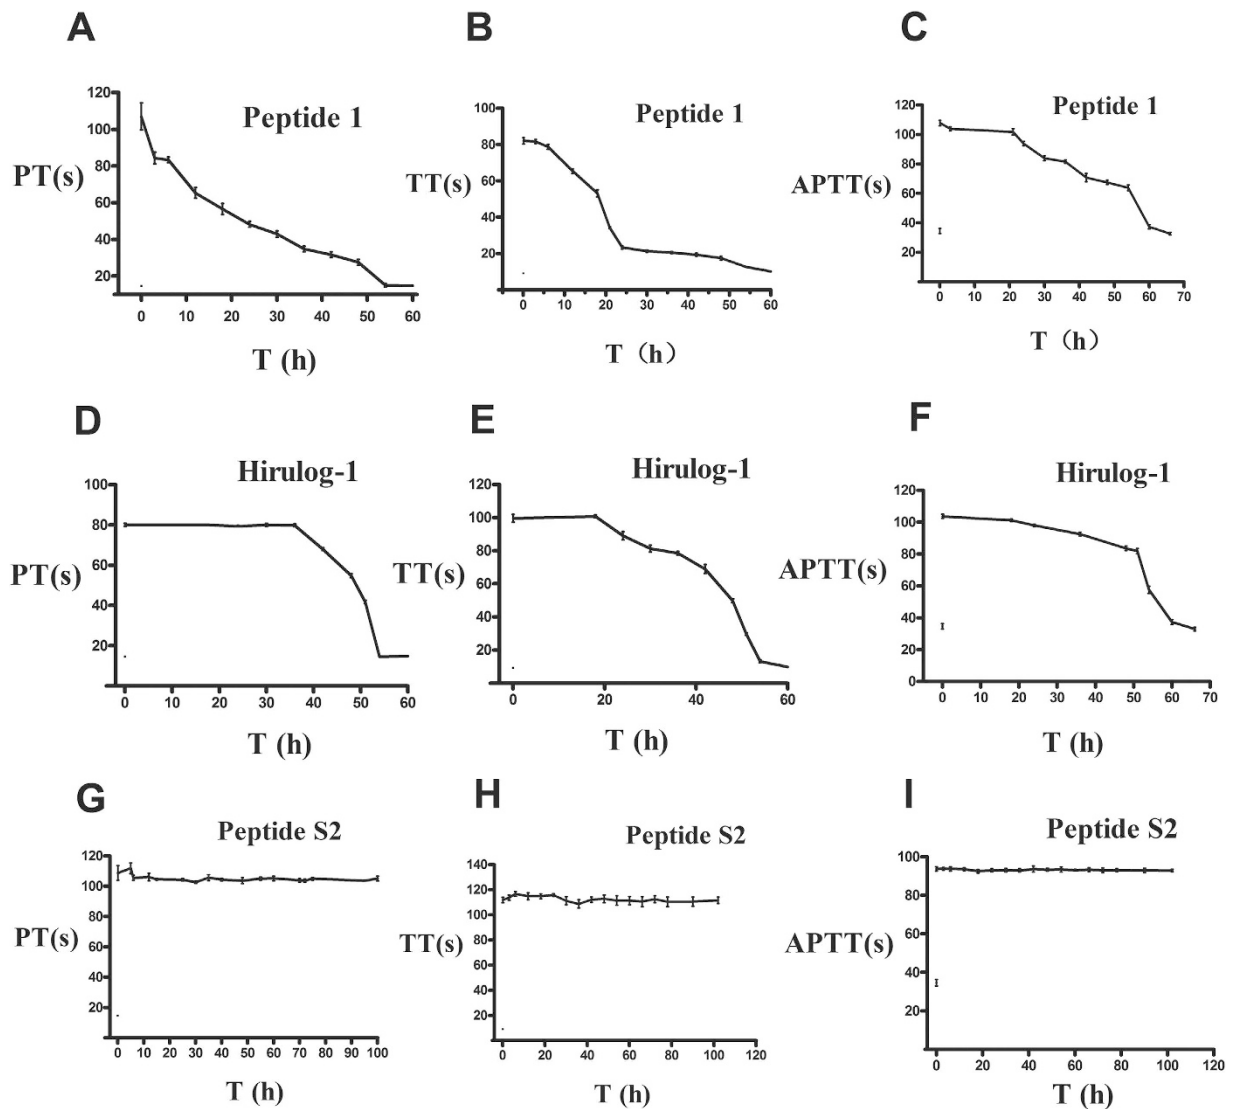 A
B
C
Peptide 1
Peptide 1
Peptide 1
PT(s)
TT(s)
APTT(s)
120
100
80
60
40
20
0 10 20 30 40 50 60
T (h)
100
80
60
40
20
0 10 20 30 40 50 60
T（h）
120
100
80
60
40
20
0 10 20 30 40 50 60 70
T（h）
D
E
F
Hirulog-1
Hirulog-1
Hirulog-1
PT(s)
TT(s)
APTT(s)
100
80
60
40
20
0 10 20 30 40 50 60
T (h)
120
100
80
60
40
20
0 20 40 60
T (h)
120
100
80
60
40
20
0
0 10 20 30 40 50 60 70
T (h)
G
H
I
Peptide S2
Peptide S2
Peptide S2
PT(s)
TT(s)
APTT(s)
120
100
80
60
40
20
0 10 20 30 40 50 60 70 80 90 100
T (h)
140
120
100
80
60
40
20
0 20 40 60 80 100 120
T (h)
100
80
60
40
20
0 20 40 60 80 100 120
T (h)